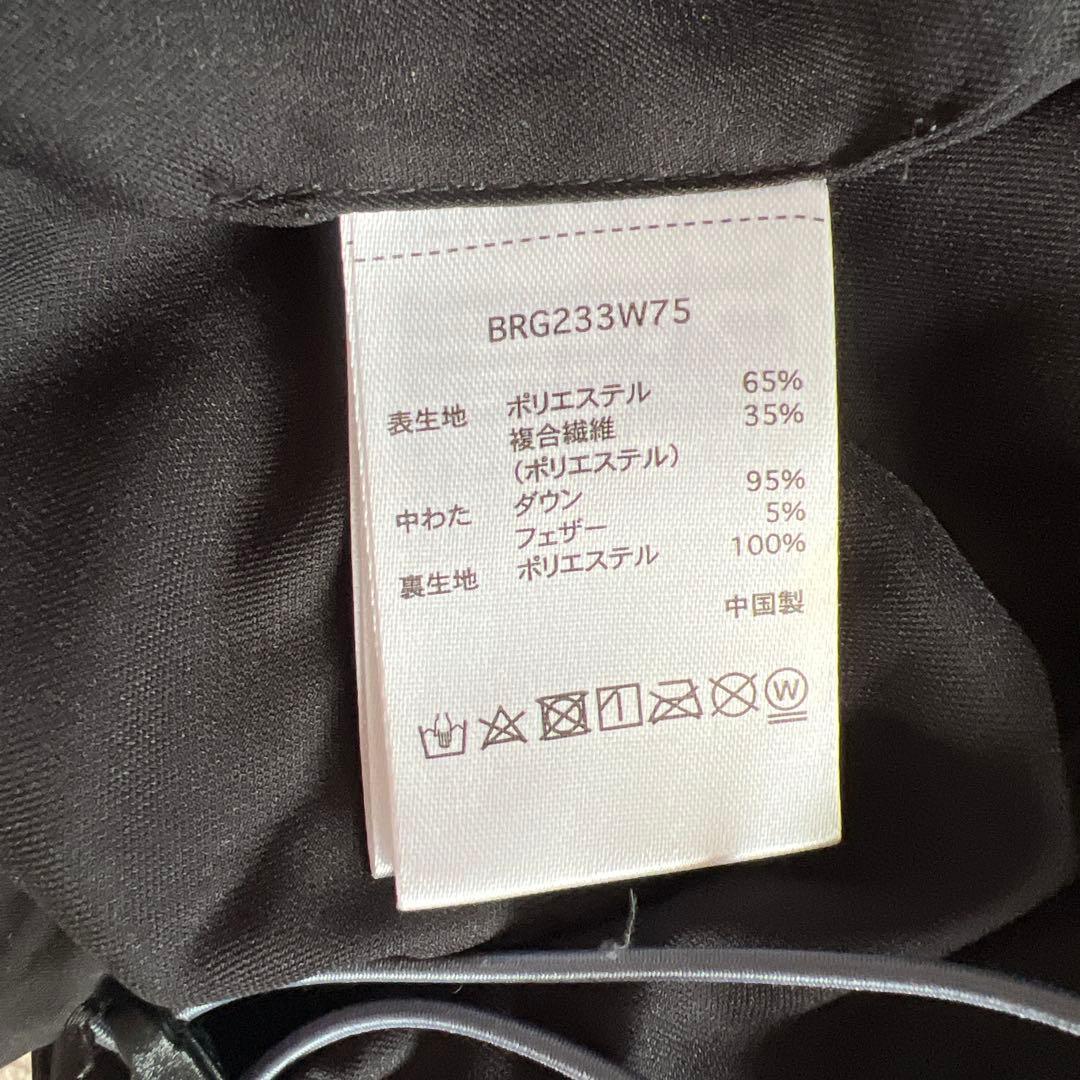 BRG233W75
表生地 ポリエステル 65%
複合繊維 35%
(ポリエステル)
中わた ダウン 95%
フェザー 5%
裏生地 ポリエステル 100%
中国製
W